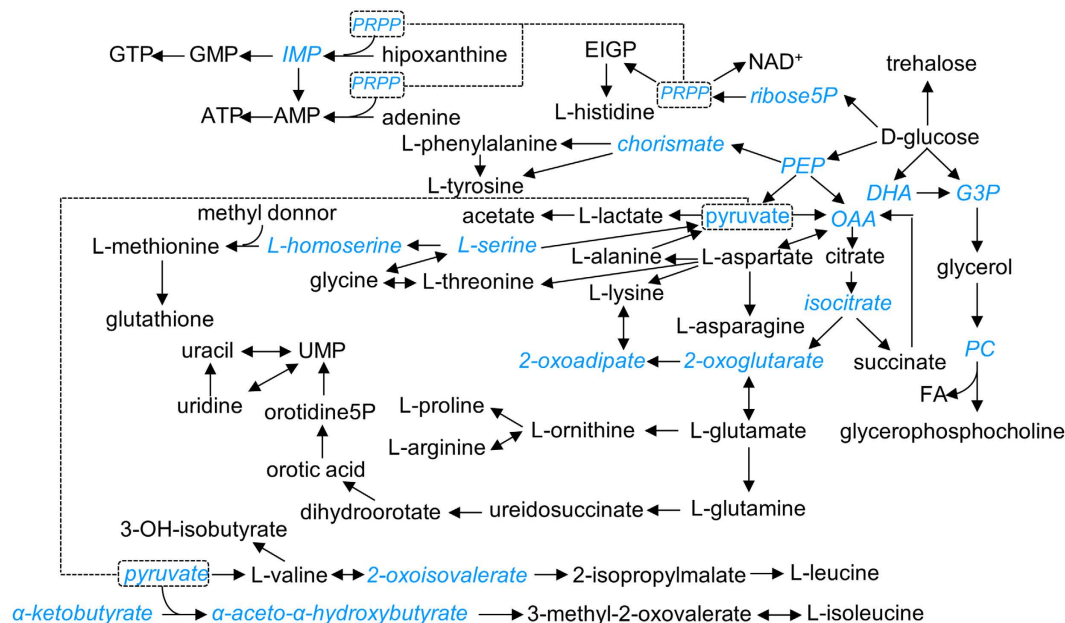 PRPP
GTP GMP IMP hipoxanthine
PRPP
ATP AMP adenine
EIGP NAD+
L-histidine PRPP ribose5P
trehalose
D-glucose
L-phenylalanine chorismate
PEP
L-tyrosine
DHA G3P
methyl donnor
acetate L-lactate pyruvate OAA
L-methionine L-homoserine L-serine
L-alanine L-aspartate citrate
glycine L-threonine
glycerol
L-lysine
isocitrate
glutathione
L-asparagine
uracil UMP
2-oxoadipate 2-oxoglutarate succinate PC
FA
uridine orotidine5P
L-proline
L-ornithine L-glutamate glycerophosphocholine
L-arginine
orotic acid
dihydroorotate ureidosuccinate L-glutamine
3-OH-isobutyrate
pyruvate L-valine 2-oxoisovalerate 2-isopropylmalate L-leucine
α-ketobutyrate α-aceto-α-hydroxybutyrate 3-methyl-2-oxovalerate L-isoleucine